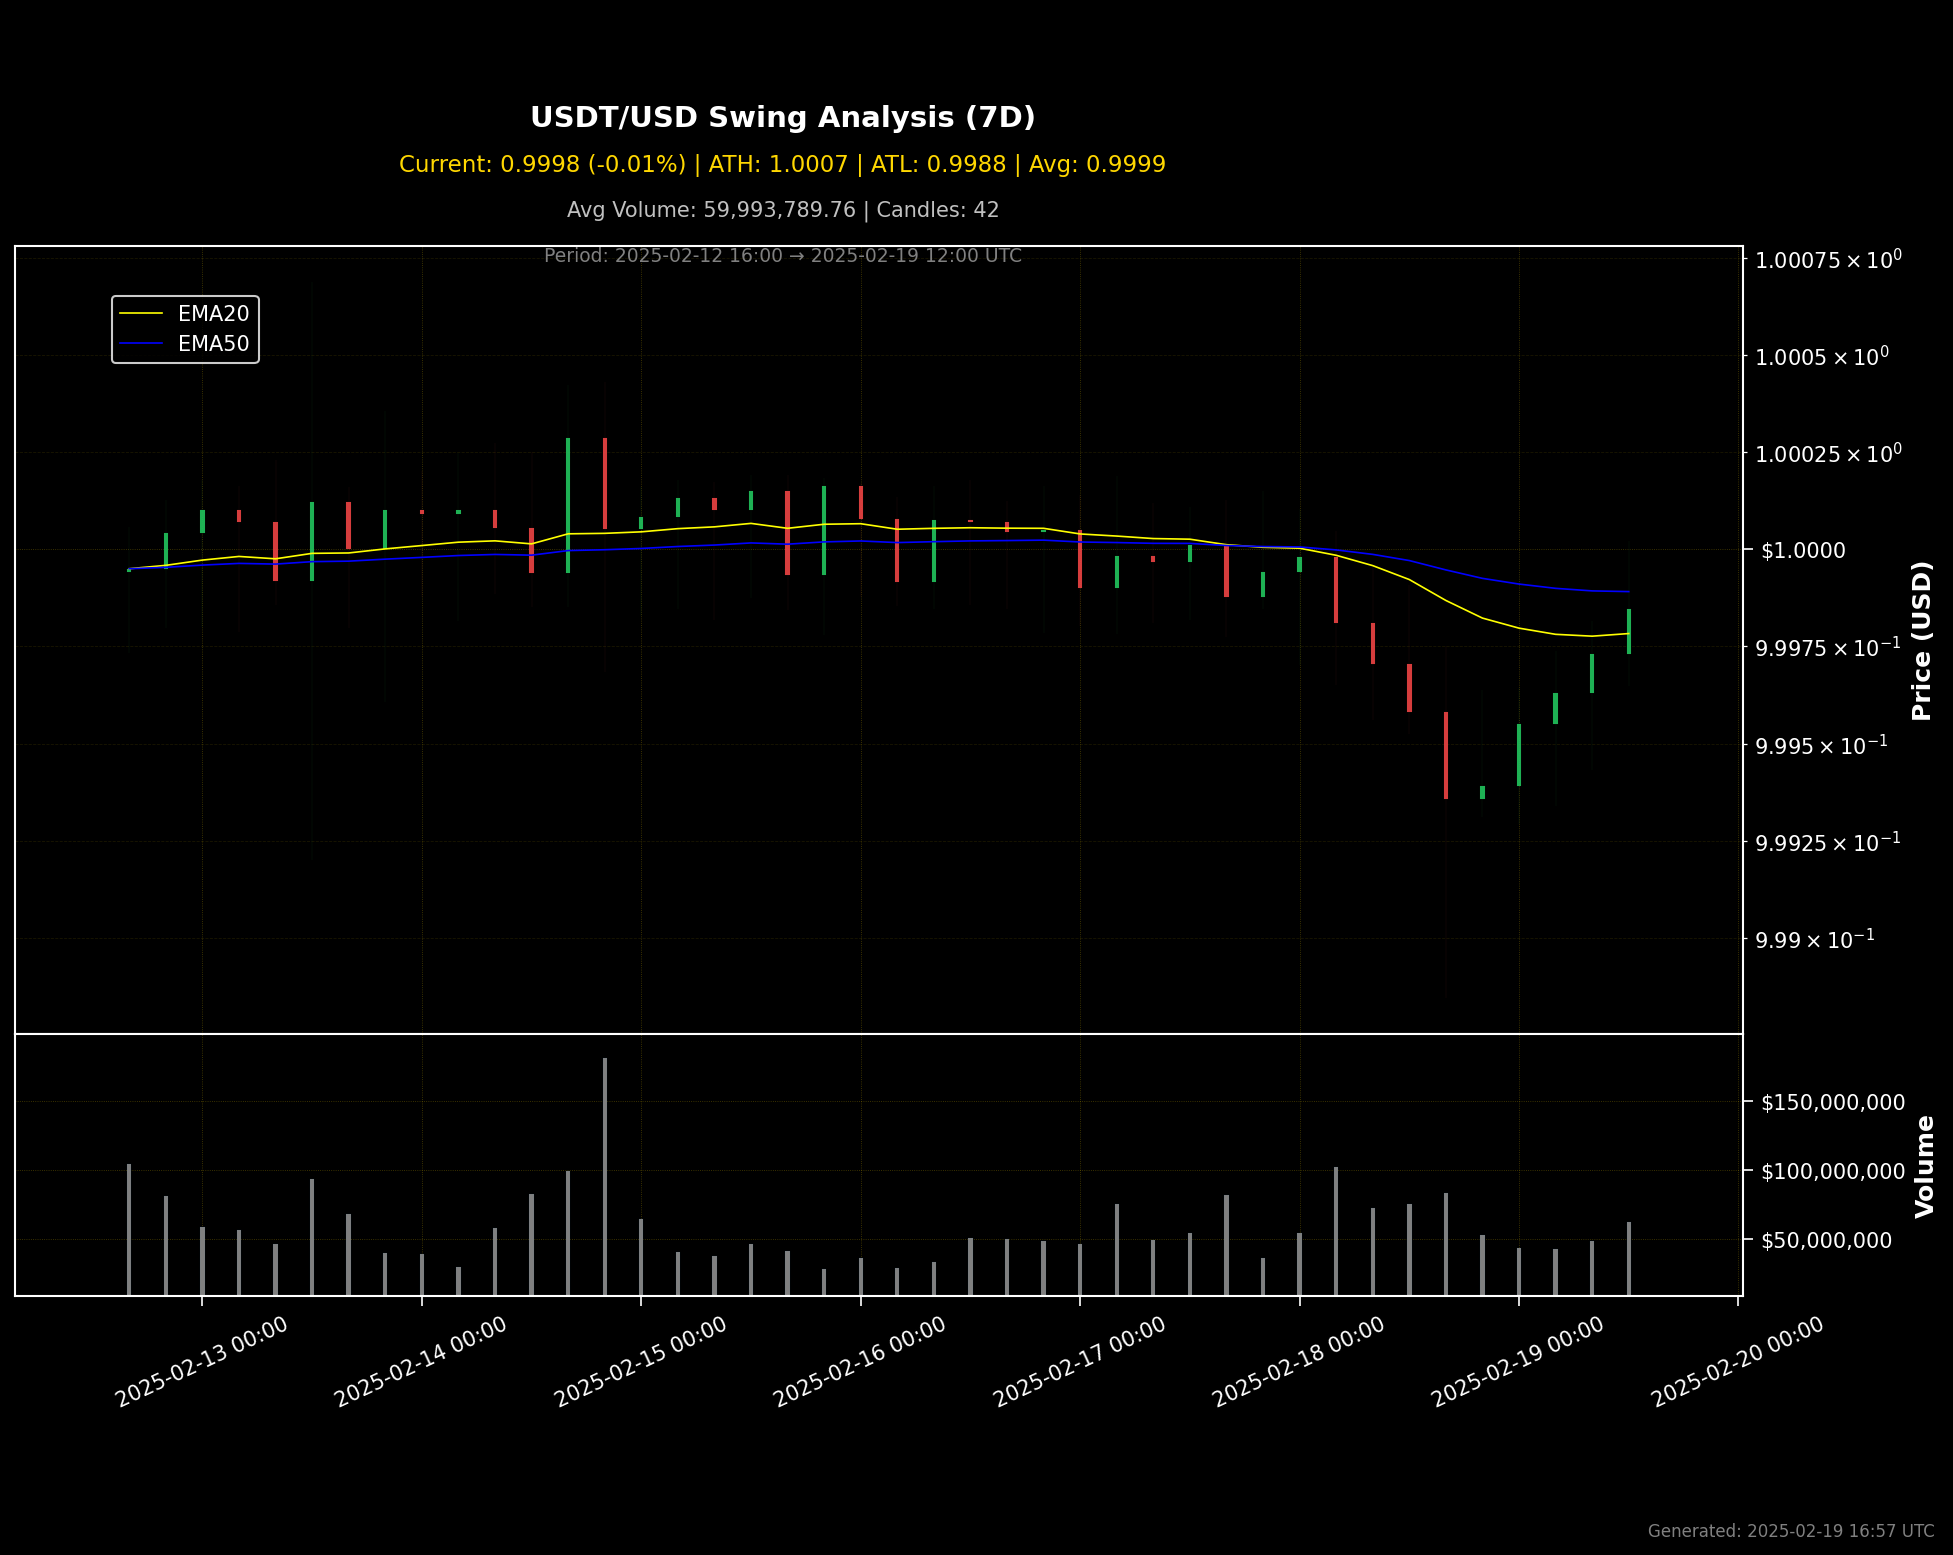 USDT/USD Swing Analysis (7D)
Current: 0.9998 (-0.01%) | ATH: 1.0007 | ATL: 0.9988 | Avg: 0.9999
Avg Volume: 59,993,789.76 | Candles: 42
Period: 2025-02-12 16:00 → 2025-02-19 12:00 UTC
EMA20
EMA50
1.00075 × 10⁰
1.0005 × 10⁰
1.00025 × 10⁰
$1.0000
9.9975 × 10⁻¹
9.995 × 10⁻¹
9.9925 × 10⁻¹
9.99 × 10⁻¹
Price (USD)
$150,000,000
$100,000,000
$50,000,000
Volume
2025-02-13 00:00
2025-02-14 00:00
2025-02-15 00:00
2025-02-16 00:00
2025-02-17 00:00
2025-02-18 00:00
2025-02-19 00:00
2025-02-20 00:00
Generated: 2025-02-19 16:57 UTC